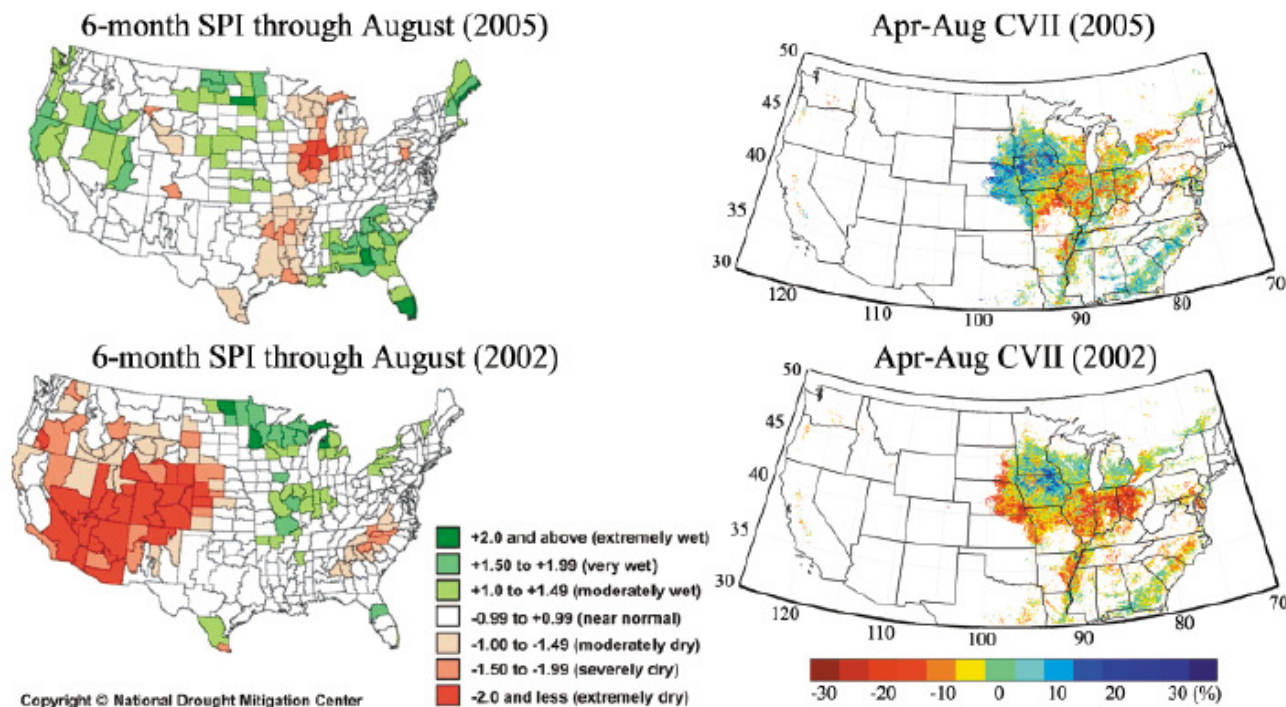 6-month SPI through August (2005)
Apr-Aug CVII (2005)
50
45
40
35
30
120
110
100
90
80
70
6-month SPI through August (2002)
Apr-Aug CVII (2002)
50
45
40
35
30
120
110
100
90
80
70
+2.0 and above (extremely wet)
+1.50 to +1.99 (very wet)
+1.0 to +1.49 (moderately wet)
-0.99 to +0.99 (near normal)
-1.00 to -1.49 (moderately dry)
-1.50 to -1.99 (severely dry)
-2.0 and less (extremely dry)
-30 -20 -10 0 10 20 30 (%)
Copyright © National Drought Mitigation Center